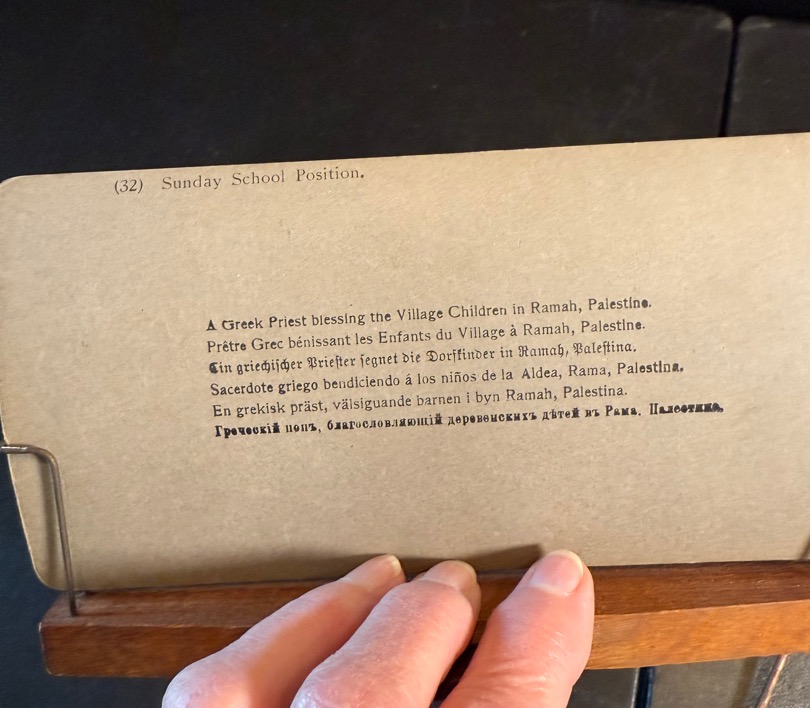 (32) Sunday School Position.
A Greek Priest blessing the Village Children in Ramah, Palestine.
Prêtre Grec bénissant les Enfants du Village à Ramah, Palestine.
Ein griechischer Priester segnet die Dorfkinder in Ramah, Palestina.
Sacerdote griego bendiciendo á los niños de la Aldea, Rama, Palestina.
En grekisk präst, välsignande barnen i byn Ramah, Palestina.
Греческій попъ, благословляющій деревенскихъ дѣтей въ Рама. Палестина.